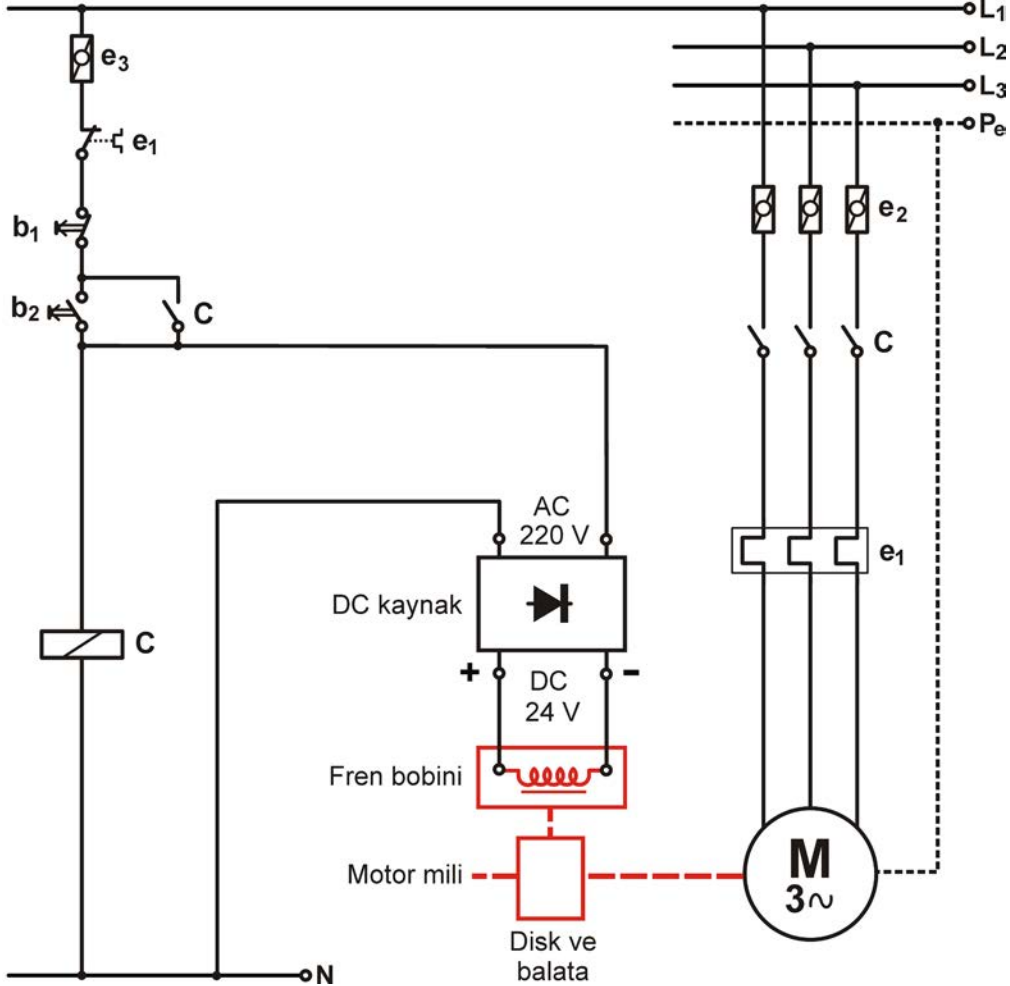 L₁
e₃
L₂
L₃
Pe
e₁
b₁
e₂
b₂
C
C
AC
220 V
e₁
DC kaynak
C
+
DC
-
24 V
Fren bobini
M
3~
Motor mili
Disk ve
balata
N